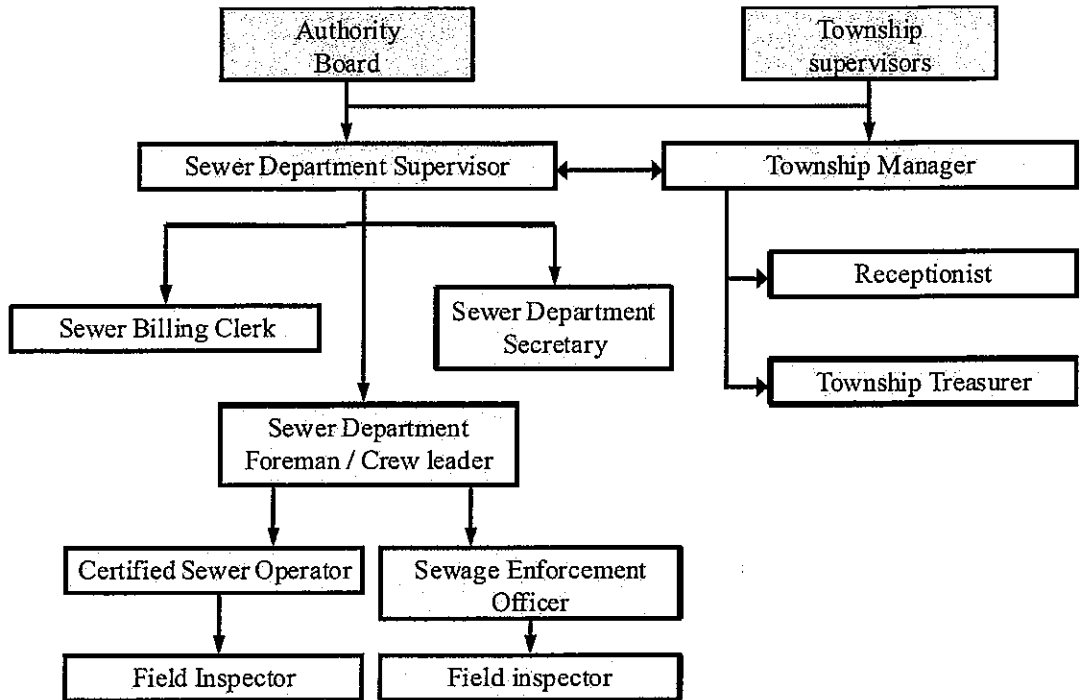 Authority
Board
Township
supervisors
Sewer Department Supervisor
Township Manager
Receptionist
Sewer Billing Clerk
Sewer Department
Secretary
Township Treasurer
Sewer Department
Foreman / Crew leader
Certified Sewer Operator
Sewage Enforcement
Officer
Field Inspector
Field inspector